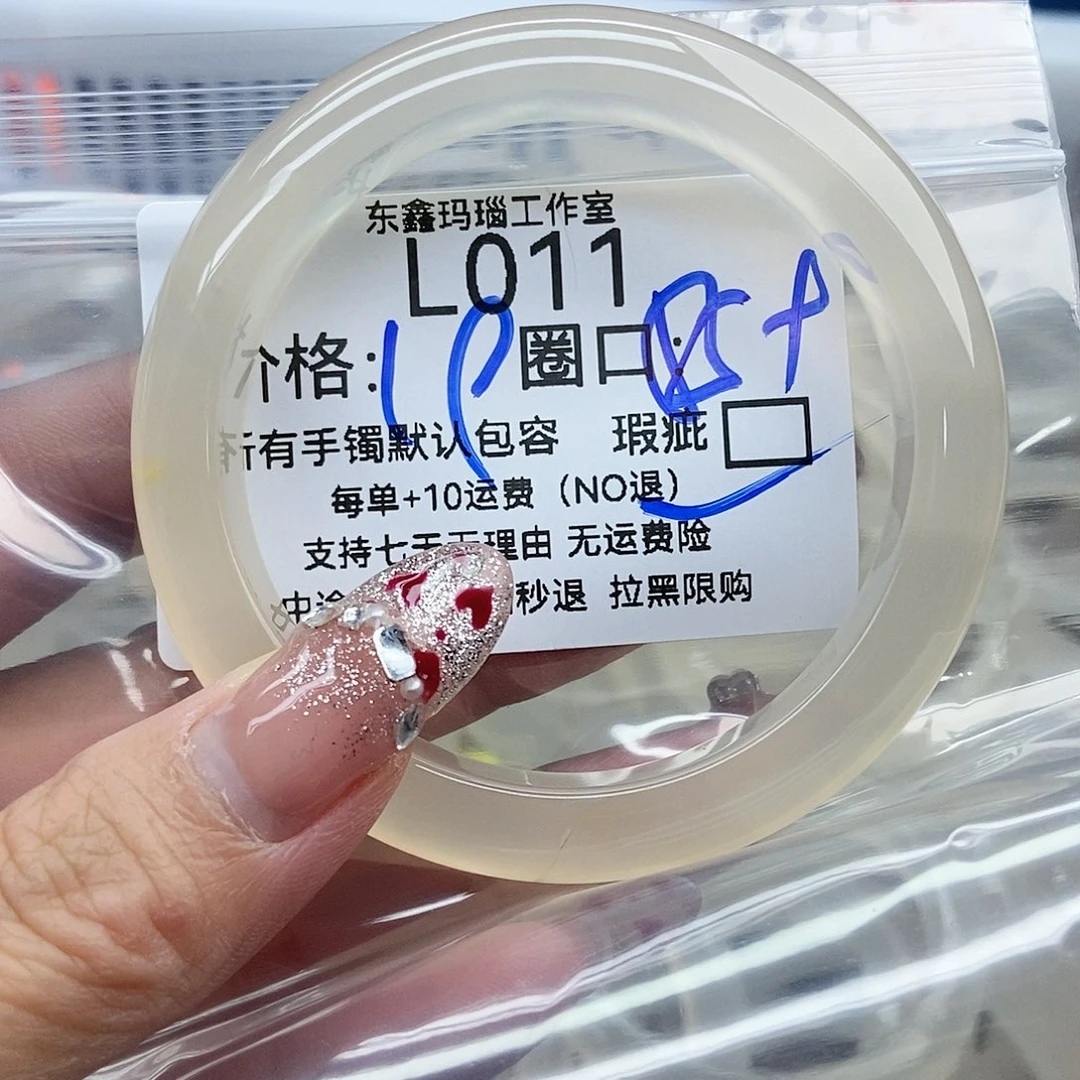 东鑫玛瑙工作室
L011
价格: 圈口:
所有手镯默认包容 瑕疵
每单+10运费（NO退）
支持七天无理由 无运费险
秒退 拉黑限购